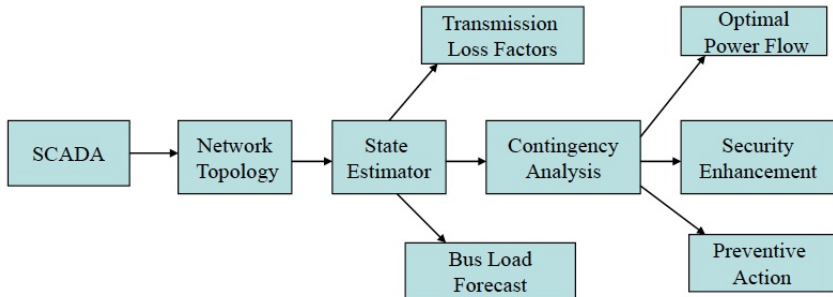 Transmission
Loss Factors
Optimal
Power Flow
SCADA
Network
Topology
State
Estimator
Contingency
Analysis
Security
Enhancement
Bus Load
Forecast
Preventive
Action